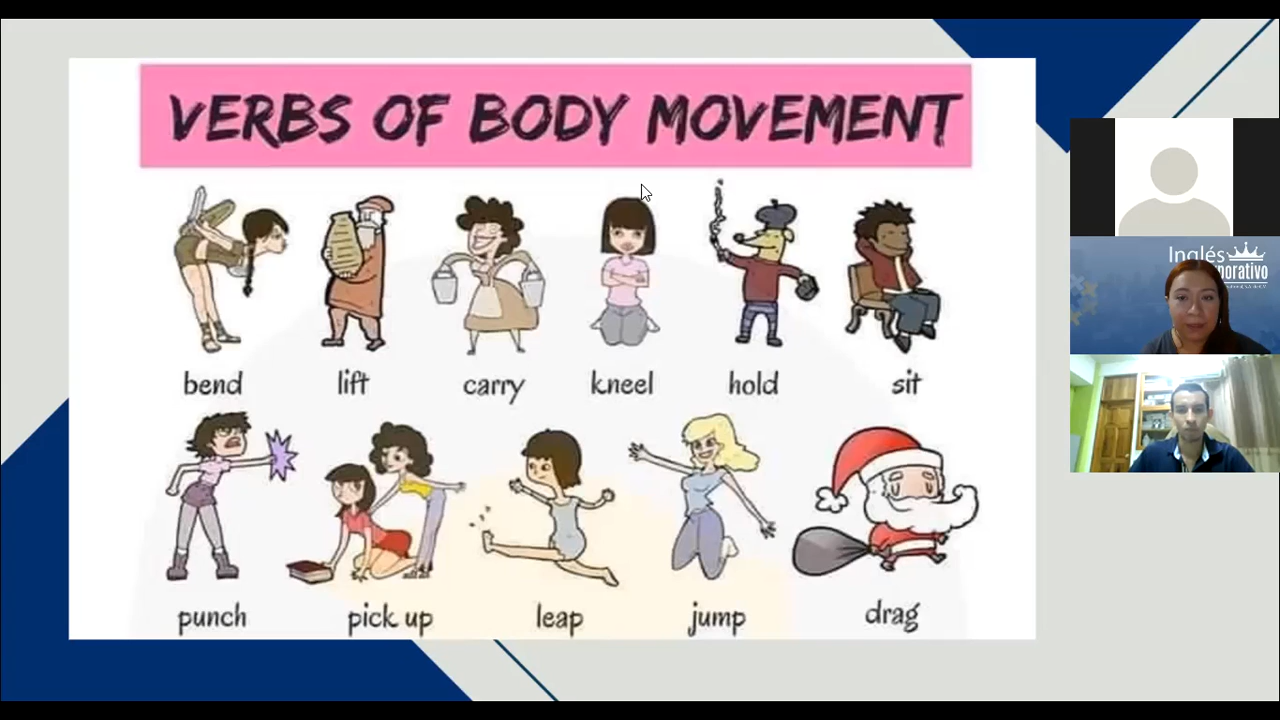 VERBS OF BODY MOVEMENT
bend lift carry kneel hold sit
punch pick up leap jump drag
Inglés